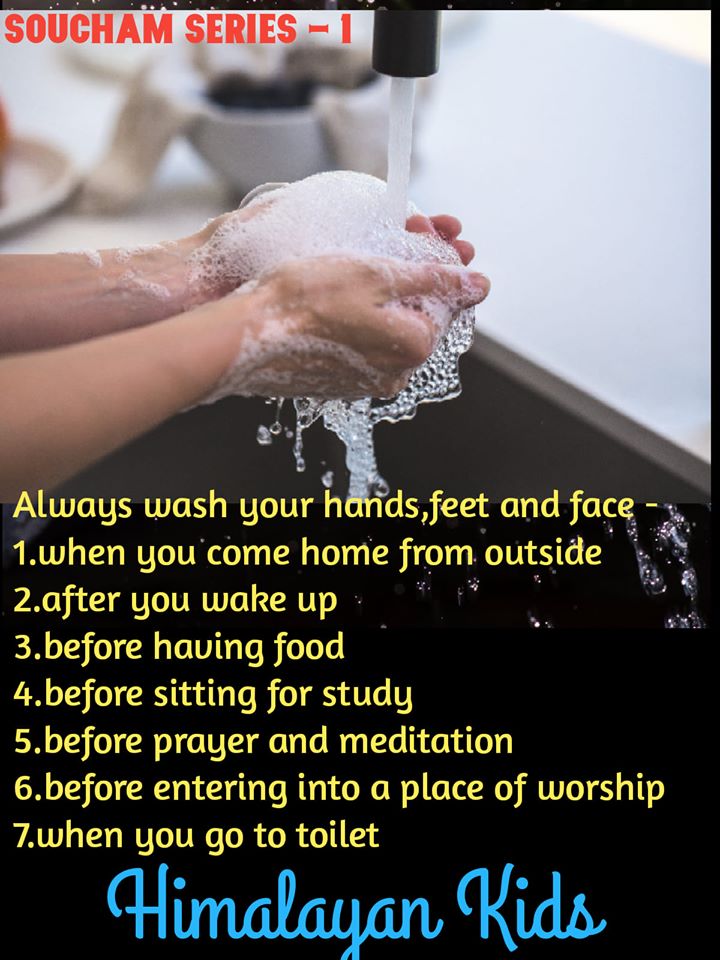 SOUCHAM SERIES - 1
Always wash your hands,feet and face -
1.when you come home from outside
2.after you wake up
3.before having food
4.before sitting for study
5.before prayer and meditation
6.before entering into a place of worship
7.when you go to toilet
Himalayan Kids